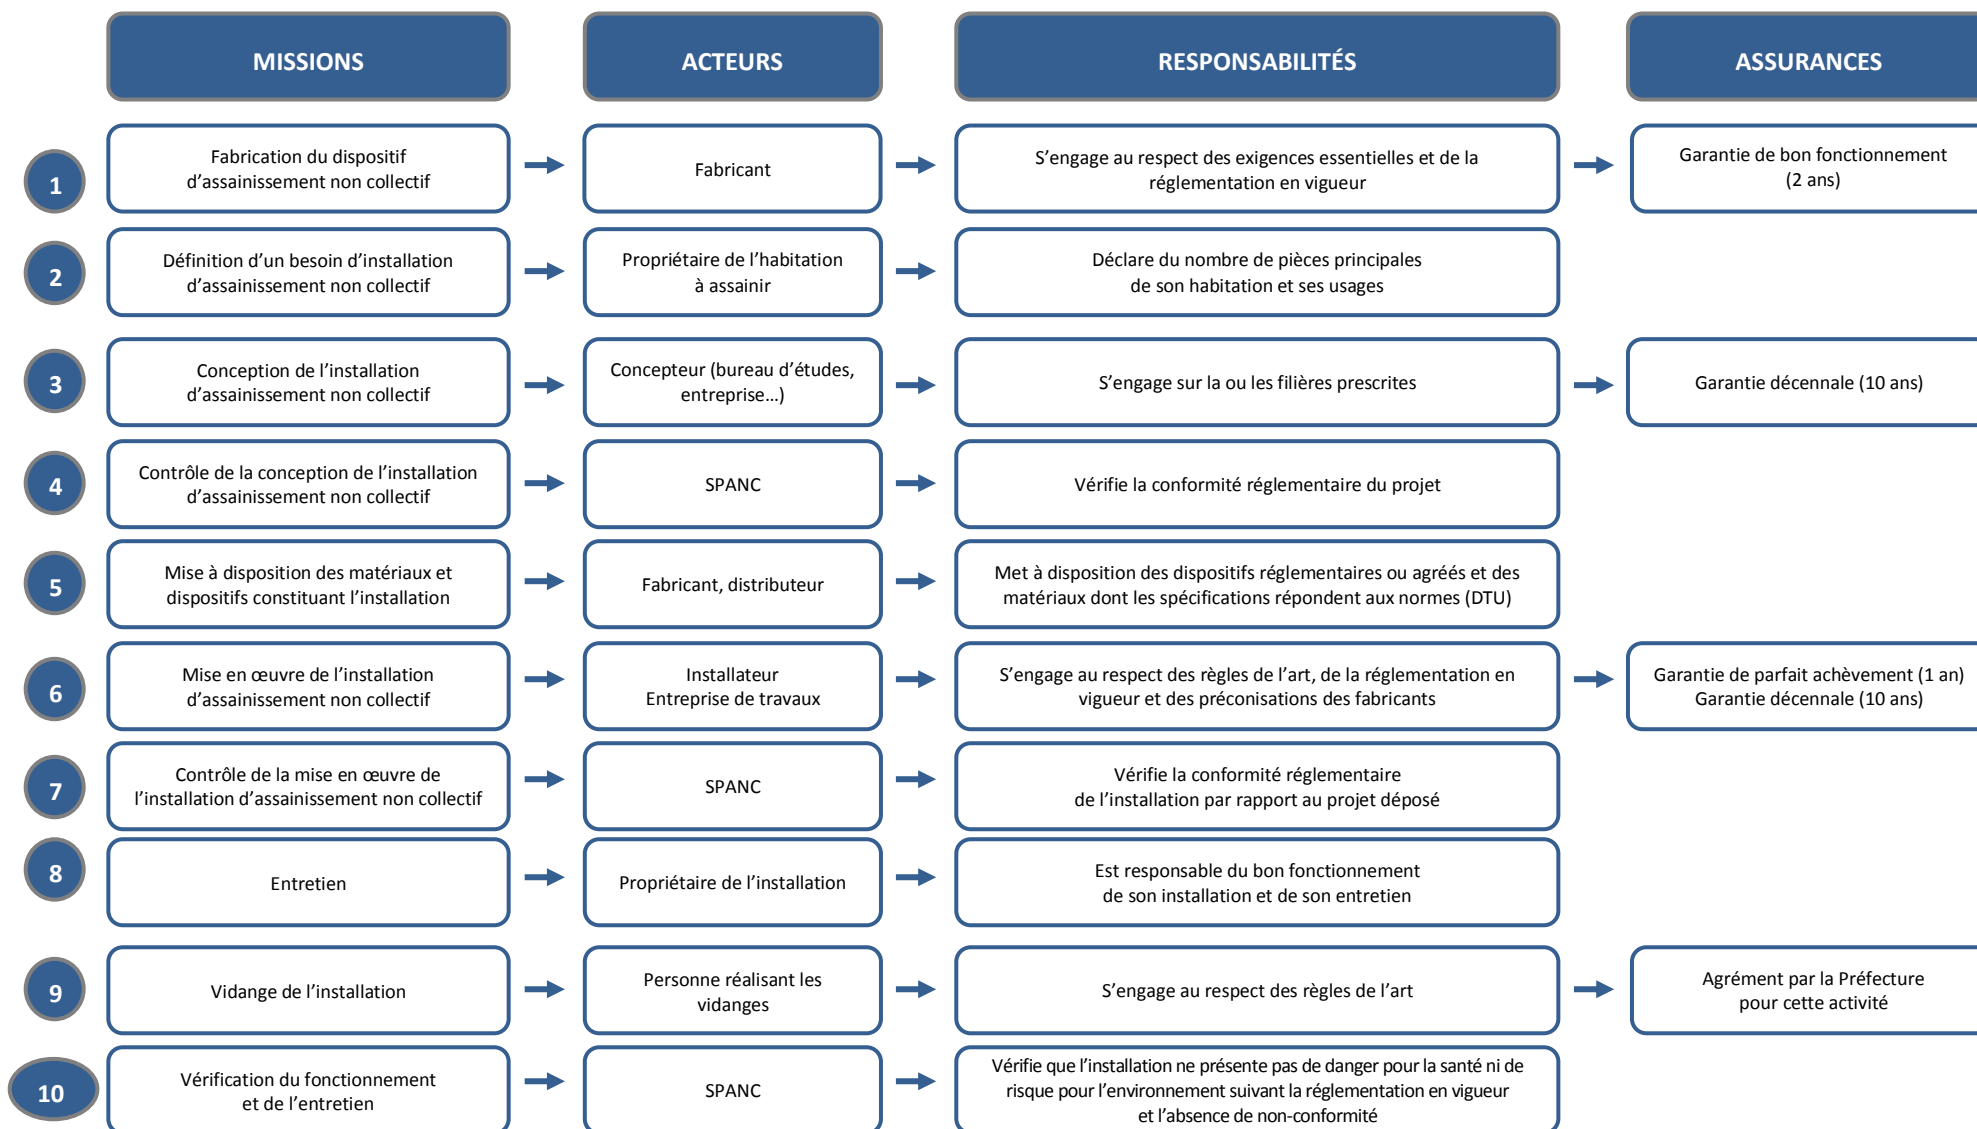 MISSIONS
ACTEURS
RESPONSABILITÉS
ASSURANCES
1
Fabrication du dispositif
d’assainissement non collectif
Fabricant
S’engage au respect des exigences essentielles et de la
réglementation en vigueur
Garantie de bon fonctionnement
(2 ans)
2
Définition d’un besoin d’installation
d’assainissement non collectif
Propriétaire de l’habitation
à assainir
Déclare du nombre de pièces principales
de son habitation et ses usages
3
Conception de l’installation
d’assainissement non collectif
Concepteur (bureau d’études,
entreprise…)
S’engage sur la ou les filières prescrites
Garantie décennale (10 ans)
4
Contrôle de la conception de l’installation
d’assainissement non collectif
SPANC
Vérifie la conformité réglementaire du projet
5
Mise à disposition des matériaux et
dispositifs constituant l’installation
Fabricant, distributeur
Met à disposition des dispositifs réglementaires ou agréés et des
matériaux dont les spécifications répondent aux normes (DTU)
6
Mise en œuvre de l’installation
d’assainissement non collectif
Installateur
Entreprise de travaux
S’engage au respect des règles de l’art, de la réglementation en
vigueur et des préconisations des fabricants
Garantie de parfait achèvement (1 an)
Garantie décennale (10 ans)
7
Contrôle de la mise en œuvre de
l’installation d’assainissement non collectif
SPANC
Vérifie la conformité réglementaire
de l’installation par rapport au projet déposé
8
Entretien
Propriétaire de l’installation
Est responsable du bon fonctionnement
de son installation et de son entretien
9
Vidange de l’installation
Personne réalisant les
vidanges
S’engage au respect des règles de l’art
Agrément par la Préfecture
pour cette activité
10
Vérification du fonctionnement
et de l’entretien
SPANC
Vérifie que l’installation ne présente pas de danger pour la santé ni de
risque pour l’environnement suivant la réglementation en vigueur
et l’absence de non-conformité